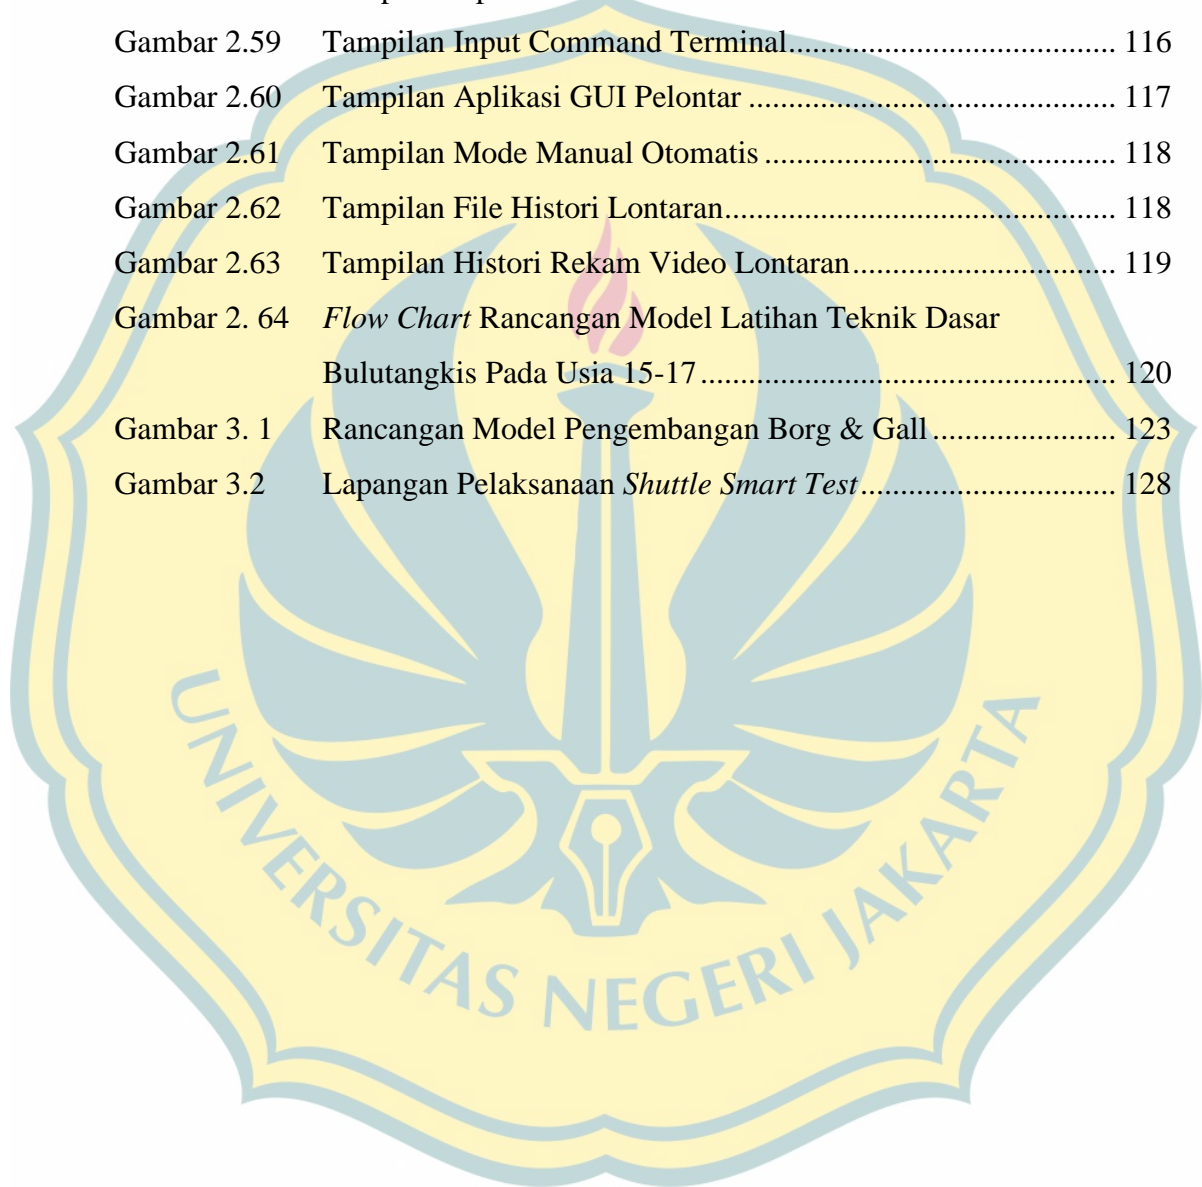 Gambar 2.59 Tampilan Input Command Terminal........................................ 116
Gambar 2.60 Tampilan Aplikasi GUI Pelontar ............................................. 117
Gambar 2.61 Tampilan Mode Manual Otomatis ........................................... 118
Gambar 2.62 Tampilan File Histori Lontaran................................................ 118
Gambar 2.63 Tampilan Histori Rekam Video Lontaran................................ 119
Gambar 2. 64 Flow Chart Rancangan Model Latihan Teknik Dasar
Bulutangkis Pada Usia 15-17 ................................................... 120
Gambar 3. 1 Rancangan Model Pengembangan Borg & Gall ...................... 123
Gambar 3.2 Lapangan Pelaksanaan Shuttle Smart Test............................... 128
UNIVERSITAS NEGERI JAKARTA